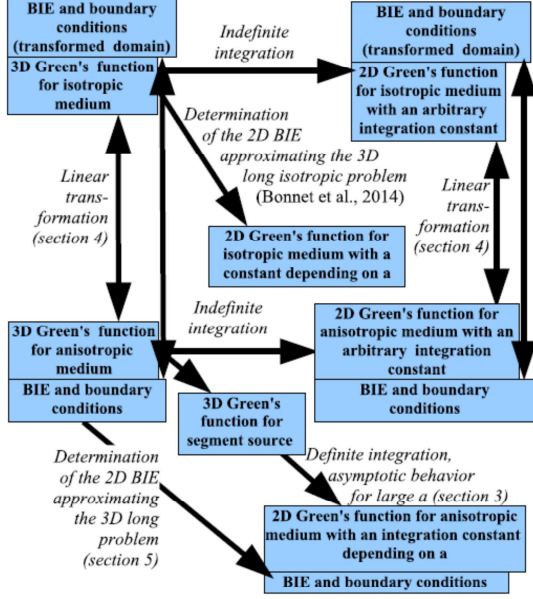 BIE and boundary
conditions
(transformed domain)
3D Green's function
for isotropic
medium
Indefinite
integration
BIE and boundary
conditions
(transformed domain)
2D Green's function
for isotropic medium
with an arbitrary
integration constant
Determination
of the 2D BIE
approximating the 3D
long isotropic problem
(Bonnet et al., 2014)
Linear
trans-
formation
(section 4)
Linear
trans-
formation
(section 4)
2D Green's function for
isotropic medium with a
constant depending on a
3D Green's function
for anisotropic
medium
BIE and boundary
conditions
Indefinite
integration
2D Green's function for
anisotropic medium with an
arbitrary integration
constant
BIE and boundary
conditions
3D Green's
function for
segment source
Determination
of the 2D BIE
approximating
the 3D long
problem
(section 5)
Definite integration,
asymptotic behavior
for large a (section 3)
2D Green's function for anisotropic
medium with an integration constant
depending on a
BIE and boundary conditions